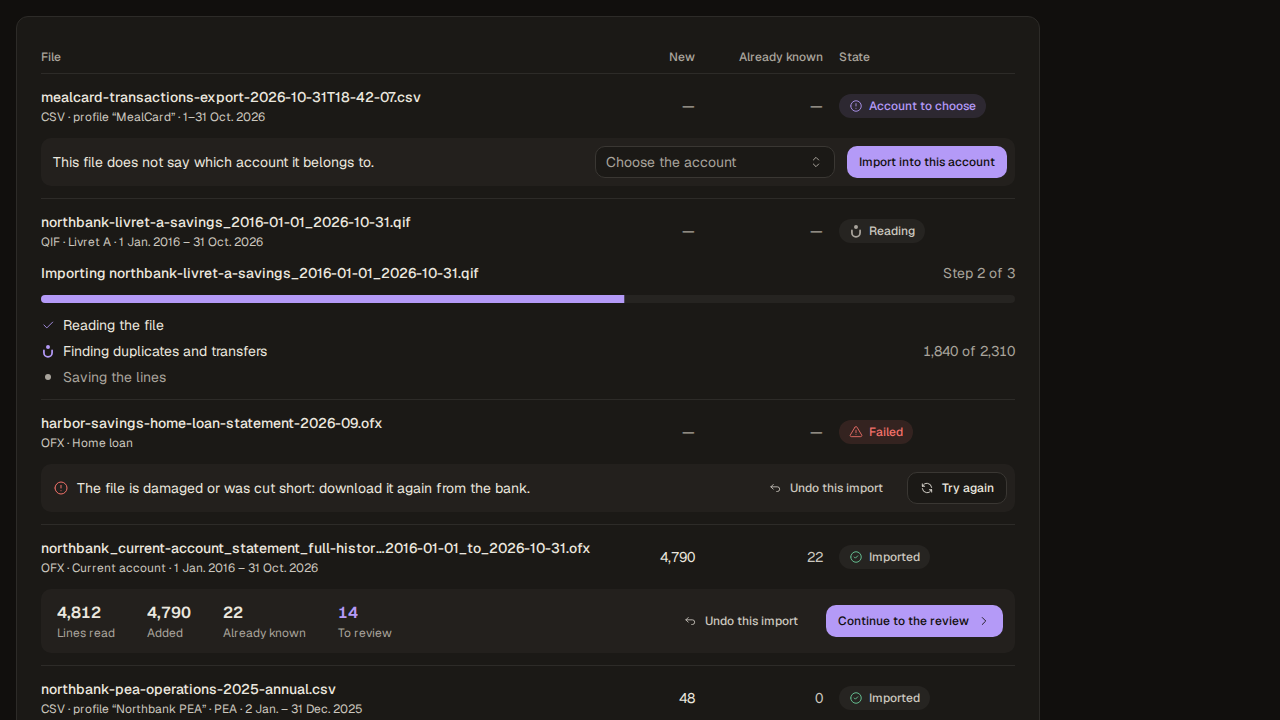 File New Already known State
mealcard-transactions-export-2026-10-31T18-42-07.csv — — Account to choose
CSV · profile “MealCard” · 1–31 Oct. 2026
This file does not say which account it belongs to. Choose the account Import into this account
northbank-livret-a-savings_2016-01-01_2026-10-31.qif — — Reading
QIF · Livret A · 1 Jan. 2016 – 31 Oct. 2026
Importing northbank-livret-a-savings_2016-01-01_2026-10-31.qif Step 2 of 3
Reading the file
Finding duplicates and transfers 1,840 of 2,310
Saving the lines
harbor-savings-home-loan-statement-2026-09.ofx — — Failed
OFX · Home loan
The file is damaged or was cut short: download it again from the bank. Undo this import Try again
northbank_current-account_statement_full-histor…2016-01-01_to_2026-10-31.ofx 4,790 22 Imported
OFX · Current account · 1 Jan. 2016 – 31 Oct. 2026
4,812 4,790 22 14
Lines read Added Already known To review Undo this import Continue to the review
northbank-pea-operations-2025-annual.csv 48 0 Imported
CSV · profile “Northbank PEA” · PEA · 2 Jan. – 31 Dec. 2025